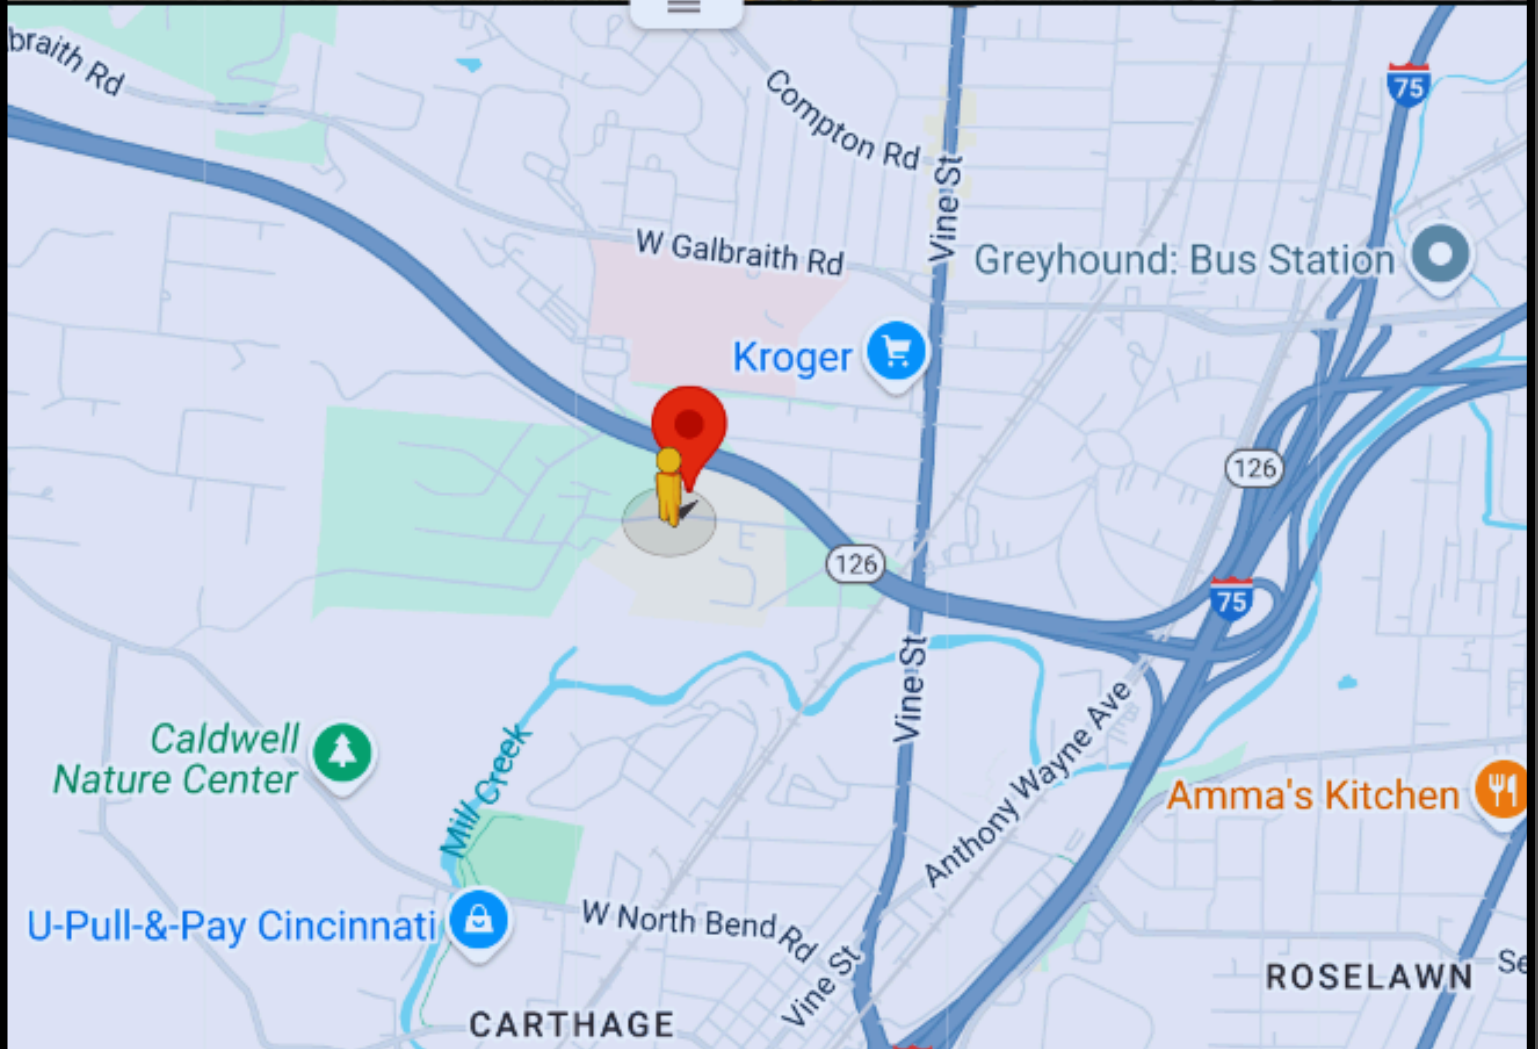 braith Rd
Compton Rd
75
Vine St
W Galbraith Rd
Greyhound: Bus Station
Kroger
126
126
75
Vine St
Caldwell
Nature Center
Mill Creek
Anthony Wayne Ave
Amma's Kitchen
U-Pull-&-Pay Cincinnati
W North Bend Rd
Vine St
ROSELAWN
Se
CARTHAGE